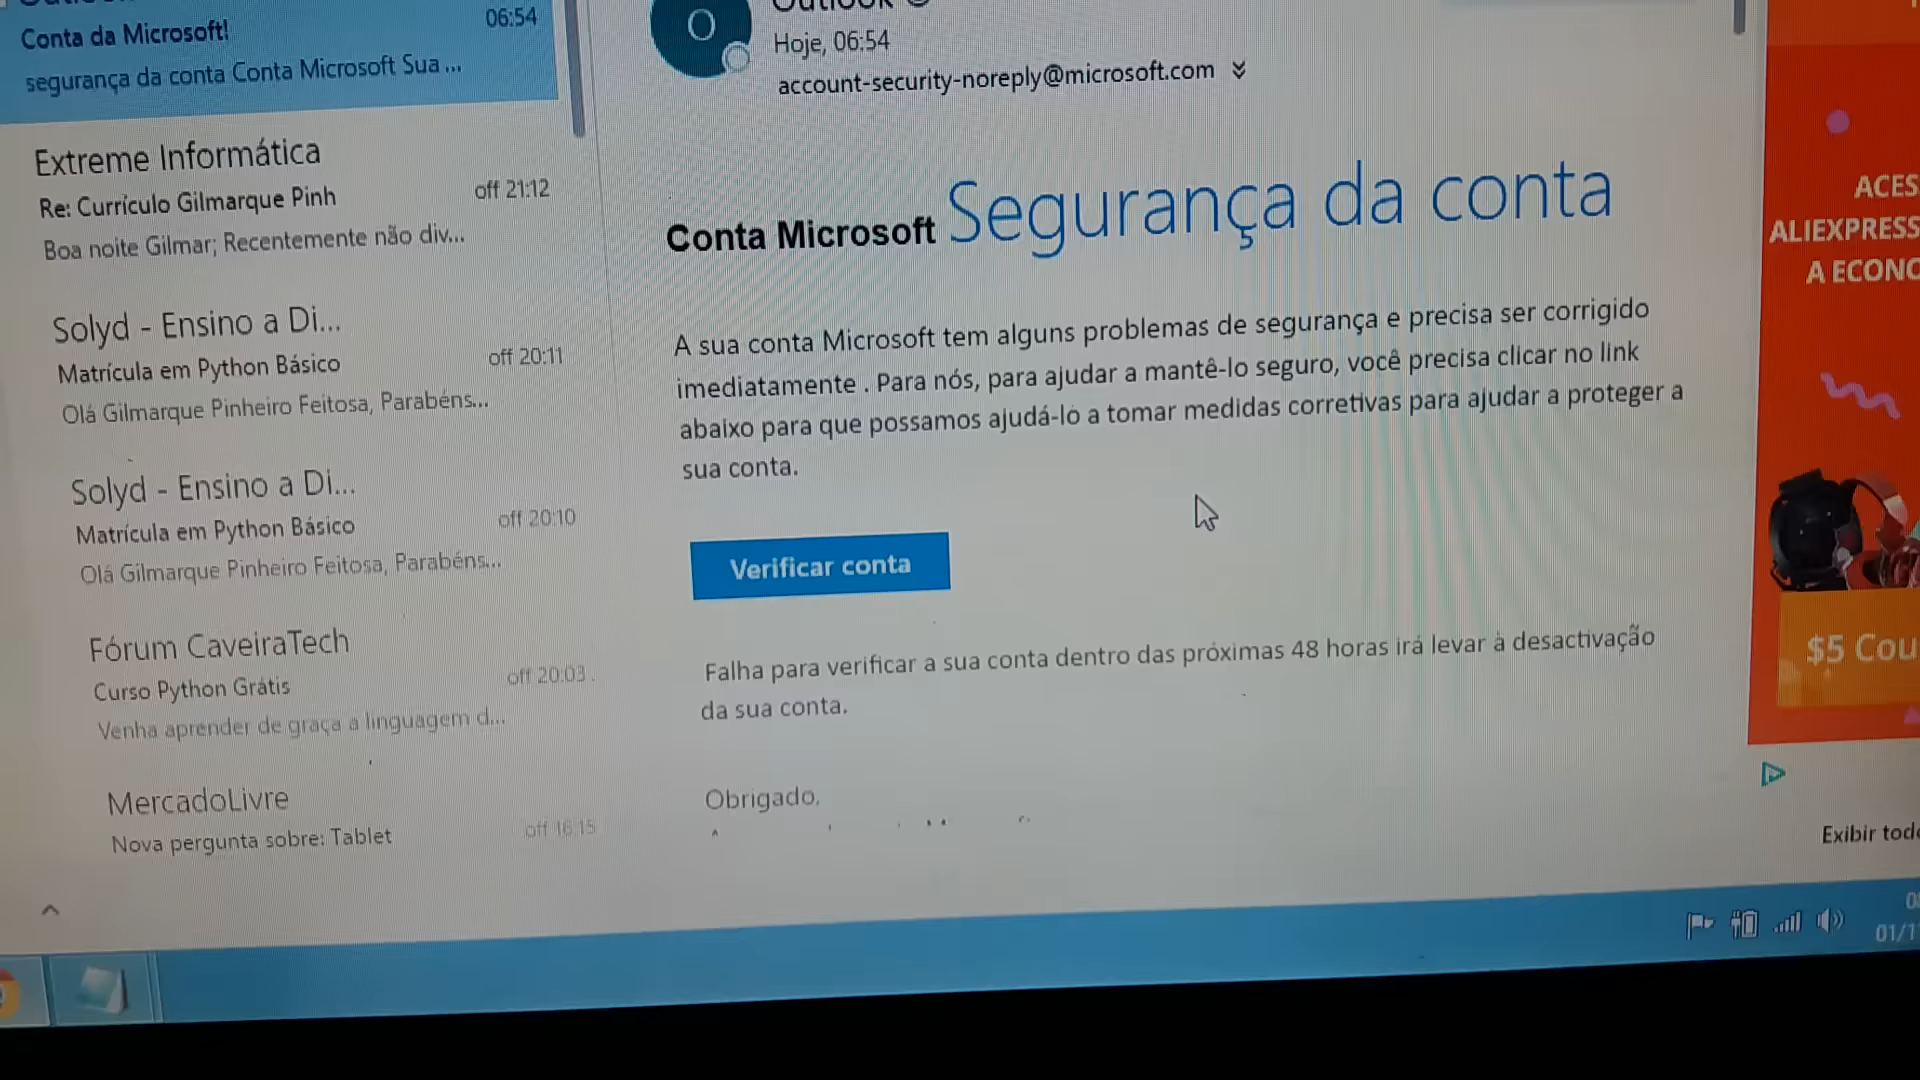 06:54
Conta da Microsoft!
segurança da conta Conta Microsoft Sua ...
Extreme Informática
Re: Currículo Gilmarque Pinh
off 21:12
Boa noite Gilmar; Recentemente não div...
Solyd - Ensino a Di...
Matrícula em Python Básico
off 20:11
Olá Gilmarque Pinheiro Feitosa, Parabéns...
Solyd - Ensino a Di...
Matrícula em Python Básico
off 20:10
Olá Gilmarque Pinheiro Feitosa, Parabéns...
Fórum CaveiraTech
Curso Python Grátis
off 20:03
Venha aprender de graça a linguagem d...
MercadoLivre
Nova pergunta sobre: Tablet
off 16:15
O
Outlook
Hoje, 06:54
account-security-noreply@microsoft.com
Conta Microsoft Segurança da conta
A sua conta Microsoft tem alguns problemas de segurança e precisa ser corrigido
imediatamente . Para nós, para ajudar a mantê-lo seguro, você precisa clicar no link
abaixo para que possamos ajudá-lo a tomar medidas corretivas para ajudar a proteger a
sua conta.
Verificar conta
Falha para verificar a sua conta dentro das próximas 48 horas irá levar à desactivação
da sua conta.
Obrigado,
ACES
ALIEXPRESS
A ECONO
$5 Cou
Exibir todo
01/1